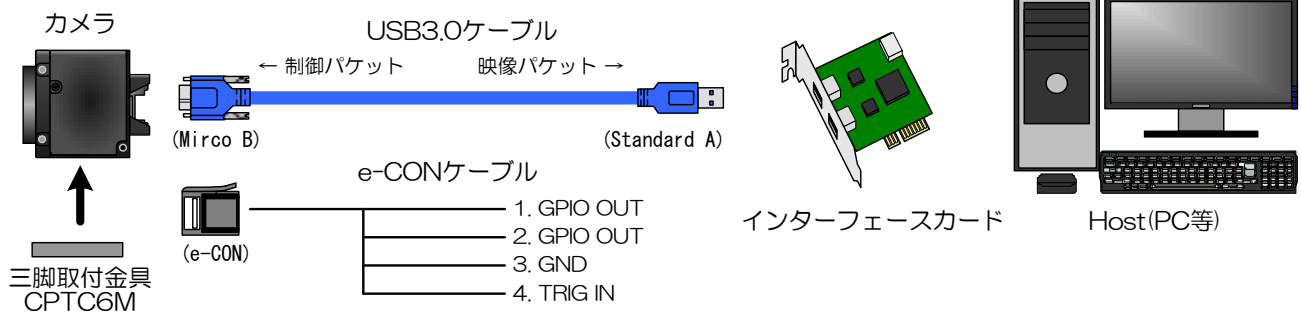 カメラ
USB3.0ケーブル
← 制御パケット
映像パケット →
(Mirco B)
(Standard A)
e-CONケーブル
1. GPIO OUT
2. GPIO OUT
3. GND
4. TRIG IN
(e-CON)
三脚取付金具
CPTC6M
インターフェースカード
Host(PC等)